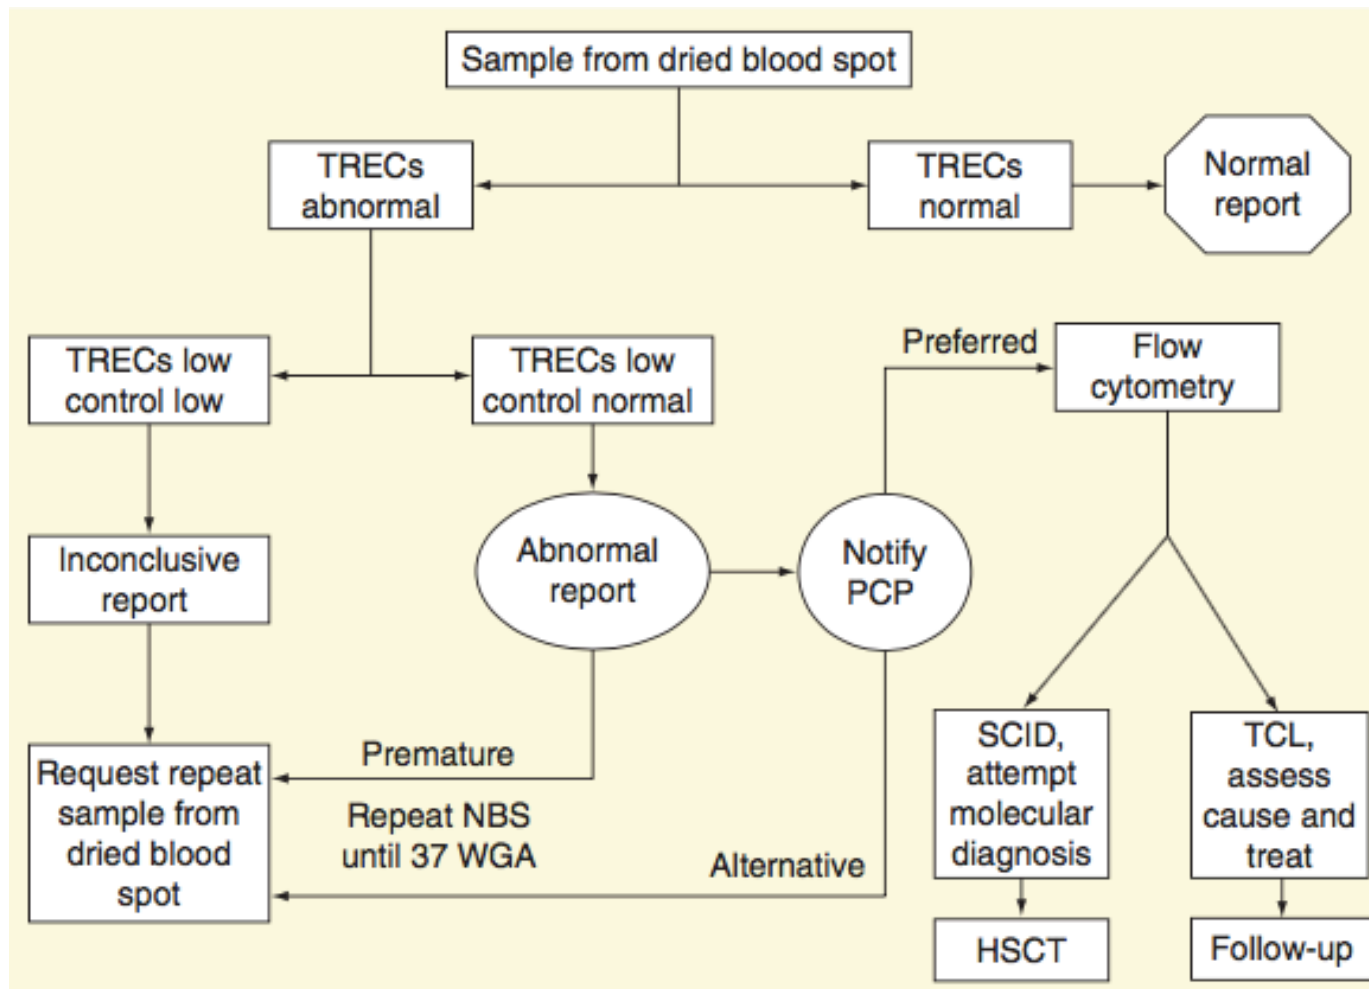 Sample from dried blood spot
TRECs
abnormal
TRECs
normal
Normal
report
TRECs low
control low
TRECs low
control normal
Preferred
Flow
cytometry
Inconclusive
report
Abnormal
report
Notify
PCP
Request repeat
sample from
dried blood
spot
Premature
Repeat NBS
until 37 WGA
Alternative
SCID,
attempt
molecular
diagnosis
TCL,
assess
cause and
treat
HSCT
Follow-up